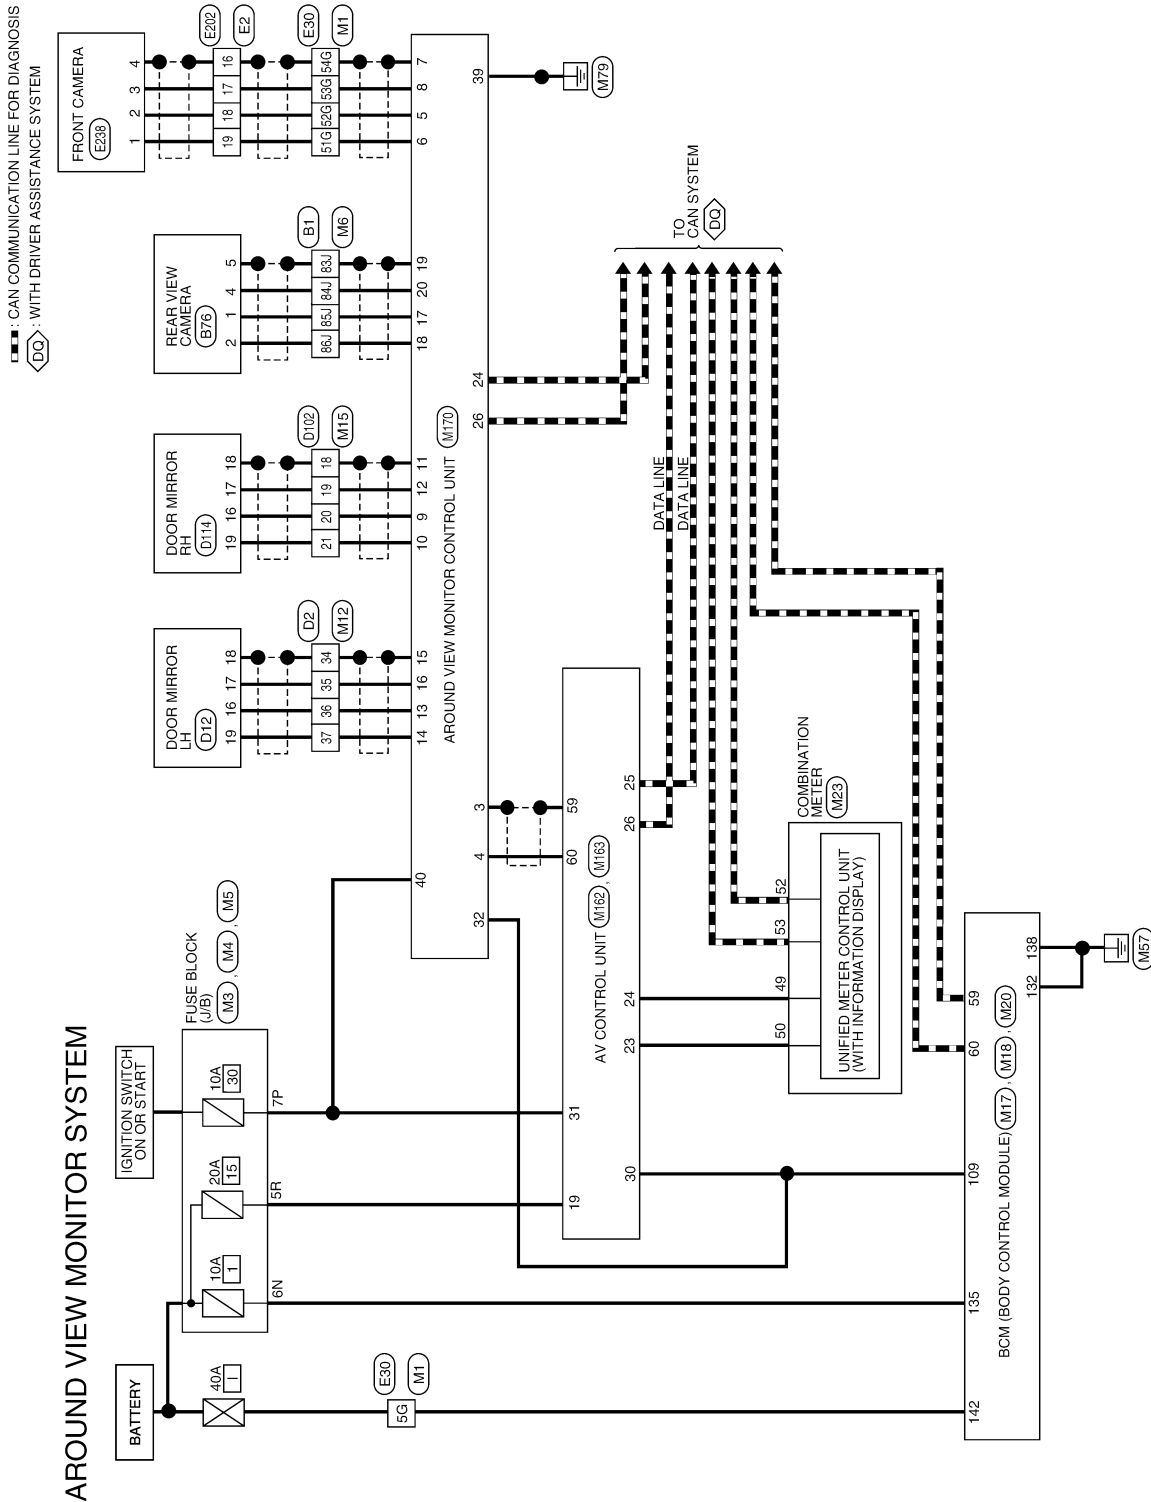 AROUND VIEW MONITOR SYSTEM
: CAN COMMUNICATION LINE FOR DIAGNOSIS
DQ : WITH DRIVER ASSISTANCE SYSTEM
BATTERY
IGNITION SWITCH
ON OR START
FUSE BLOCK
(J/B)
M3 , M4 , M5
40A
I
10A
1
20A
15
10A
30
6N
5R
7P
5G
E30
M1
DOOR MIRROR
LH
D12
19 16 17 18
37 36 35 34
D2
M12
14 13 16 15
DOOR MIRROR
RH
D114
19 16 17 18
21 20 19 18
D102
M15
10 9 12 11
REAR VIEW
CAMERA
B76
2 1 4 5
86J 85J 84J 83J
B1
M6
18 17 20 19
FRONT CAMERA
E238
1 2 3 4
19 18 17 16
E202
E2
51G 52G 53G 54G
E30
M1
6 5 8 7
40
AROUND VIEW MONITOR CONTROL UNIT M170
32 4 3 26 24 39
M79
19 31 60 59
AV CONTROL UNIT M162 , M163
30 23 24 26 25
DATA LINE
DATA LINE
TO
CAN SYSTEM
DQ
COMBINATION
METER
M23
50 49 53 52
UNIFIED METER CONTROL UNIT
(WITH INFORMATION DISPLAY)
142 135 109 60 59
BCM (BODY CONTROL MODULE) M17 , M18 , M20
132 138
M57